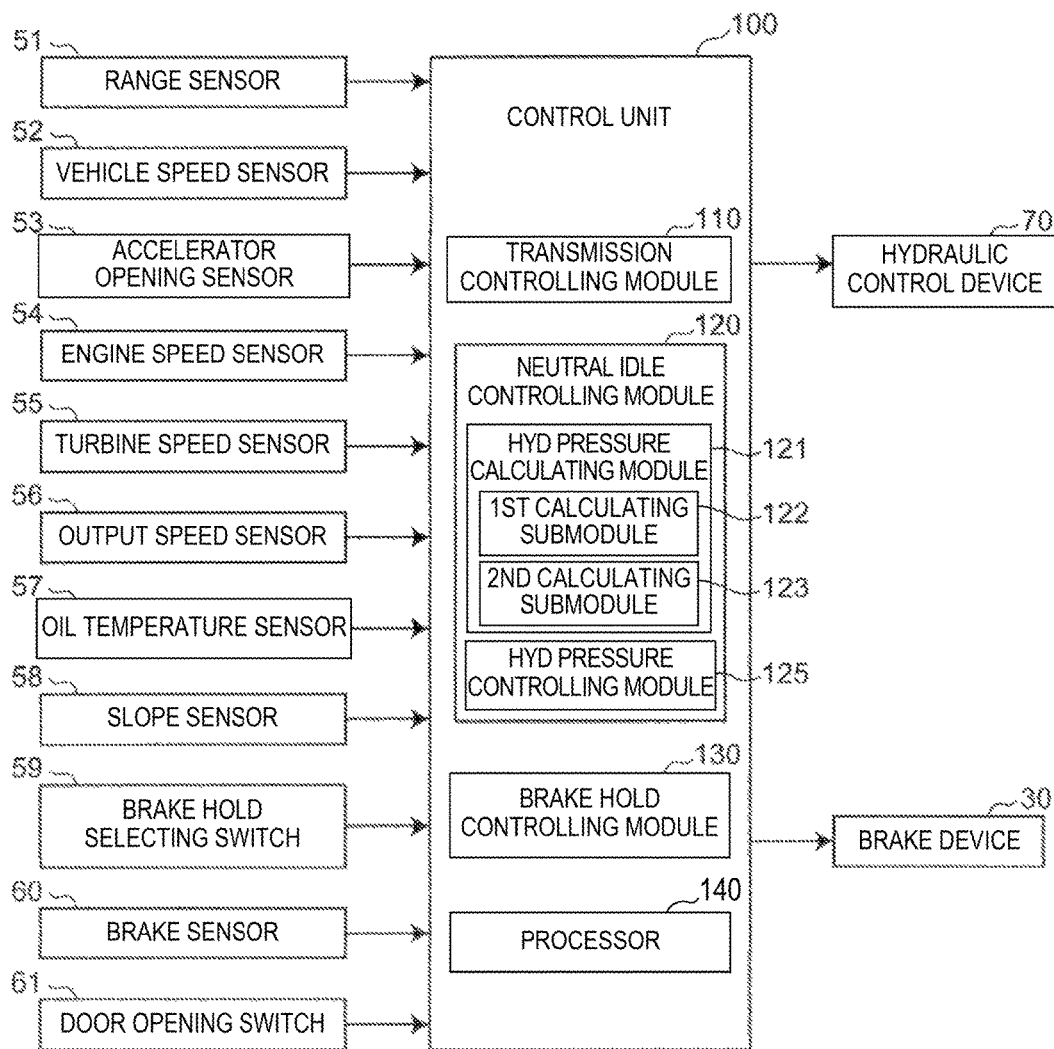 51
RANGE SENSOR
52
VEHICLE SPEED SENSOR
53
ACCELERATOR
OPENING SENSOR
54
ENGINE SPEED SENSOR
55
TURBINE SPEED SENSOR
56
OUTPUT SPEED SENSOR
57
OIL TEMPERATURE SENSOR
58
SLOPE SENSOR
59
BRAKE HOLD
SELECTING SWITCH
60
BRAKE SENSOR
61
DOOR OPENING SWITCH
100
CONTROL UNIT
110
TRANSMISSION
CONTROLLING MODULE
120
NEUTRAL IDLE
CONTROLLING MODULE
HYD PRESSURE
CALCULATING MODULE
121
1ST CALCULATING
SUBMODULE
122
2ND CALCULATING
SUBMODULE
123
HYD PRESSURE
CONTROLLING MODULE
125
130
BRAKE HOLD
CONTROLLING MODULE
140
PROCESSOR
70
HYDRAULIC
CONTROL DEVICE
30
BRAKE DEVICE